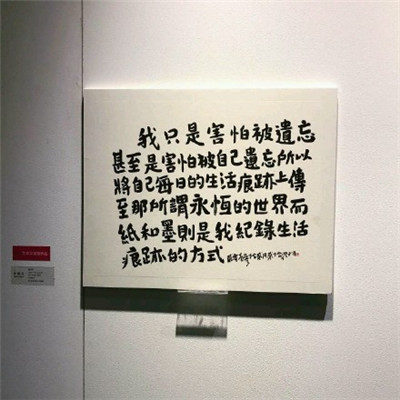 我只是害怕被遺忘
甚至是害怕被自己遺忘所以
將自己每日的生活痕跡上傳
至那所謂永恆的世界而
紙和墨則是我紀錄生活
痕跡的方式